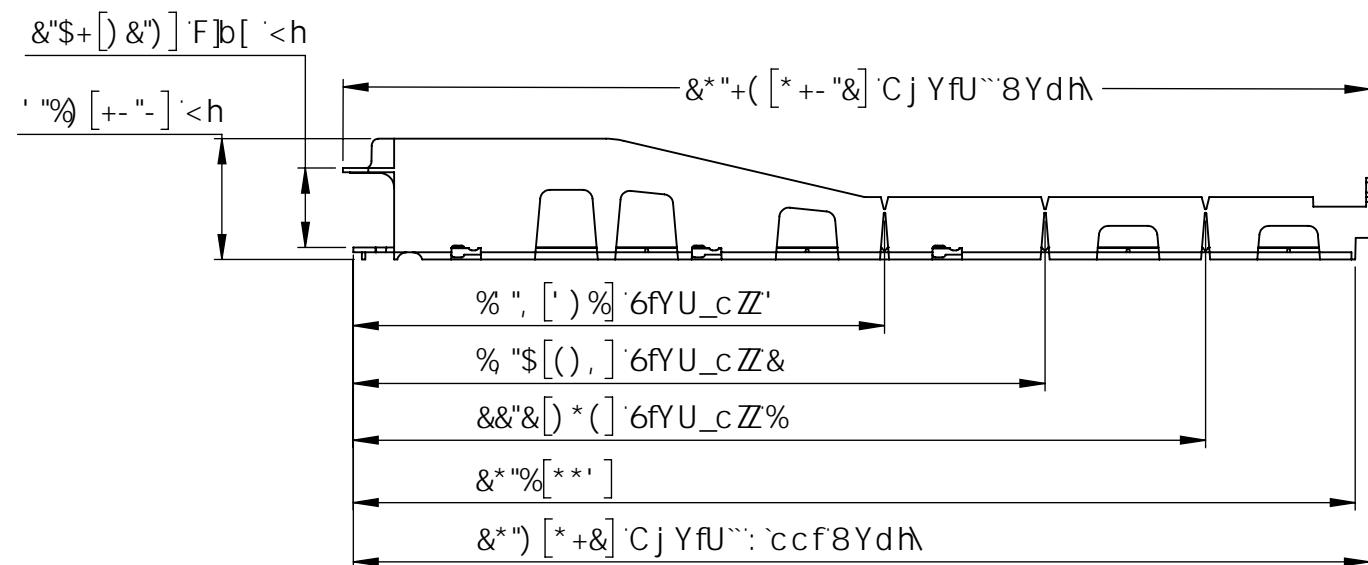 &"$+[) &") ] ˙F]b[ ˙<h
&*"+( [*+-"&] ˙Cj YfU``˙8Ydh\
' "%) [+-"-] ˙<h
%' ", [' ) %] ˙6fYU_cZZ˙'
%, "$[(), ] ˙6fYU_cZZ˙&
&&"&[) *(] ˙6fYU_cZZ˙%
&*"%[**' ]
&*") [*+&] ˙Cj YfU``˙: `ccf˙8Ydh\